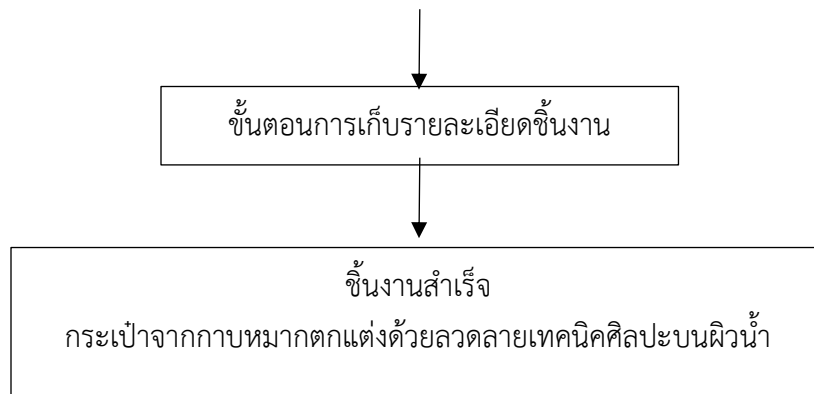 ขั้นตอนการเก็บรายละเอียดชิ้นงาน
ชิ้นงานสำเร็จ
กระเป๋าจากกาบหมากตกแต่งด้วยลวดลายเทคนิคศิลปะบนผิวน้ำ